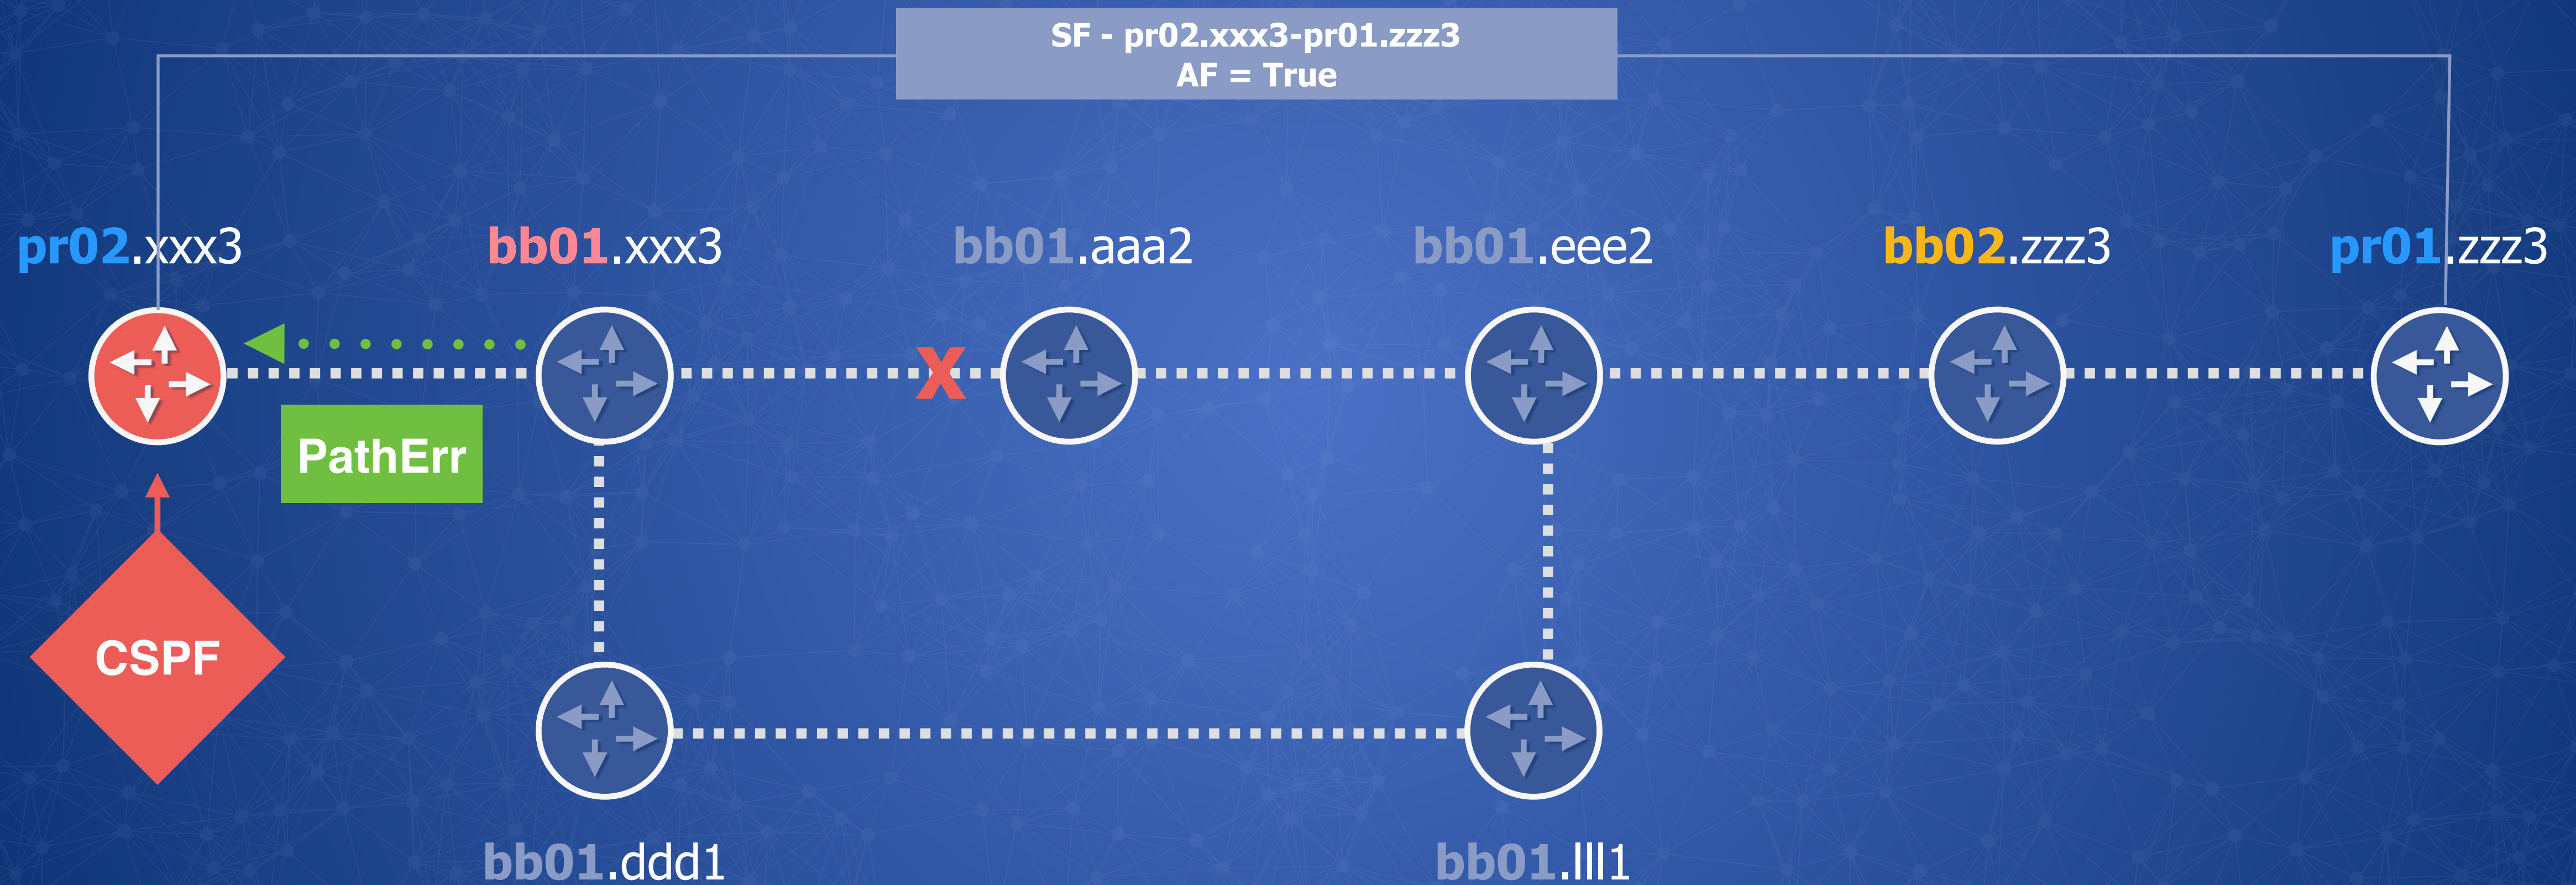 SF - pr02.xxx3-pr01.zzz3
AF = True
pr02.xxx3
bb01.xxx3
bb01.aaa2
bb01.eee2
bb02.zzz3
pr01.zzz3
X
PathErr
CSPF
bb01.ddd1
bb01.lll1